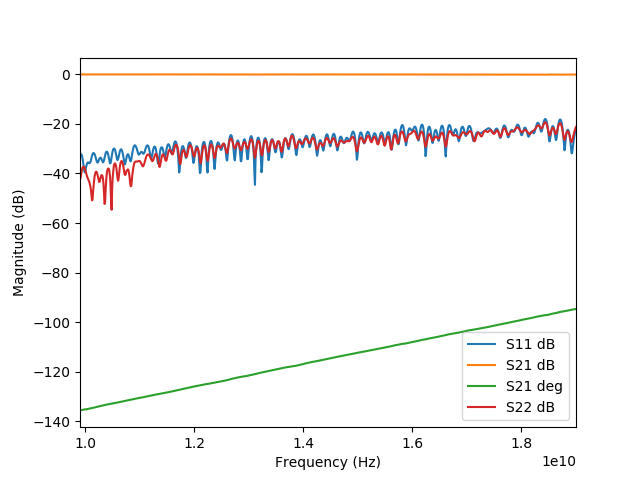 0
−20
−40
−60
−80
−100
−120
−140
Magnitude (dB)
S11 dB
S21 dB
S21 deg
S22 dB
1.0 1.2 1.4 1.6 1.8
Frequency (Hz) 1e10